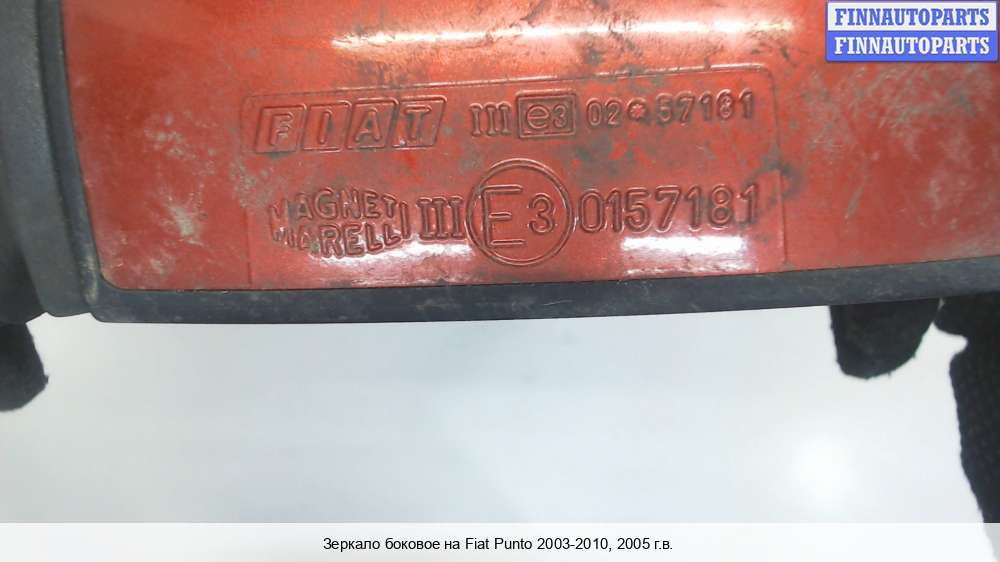 FINNAUTOPARTS
FINNAUTOPARTS
FIAT III e3 02*57181
MAGNETI
MARELLI III E3 0157181
Зеркало боковое на Fiat Punto 2003-2010, 2005 г.в.